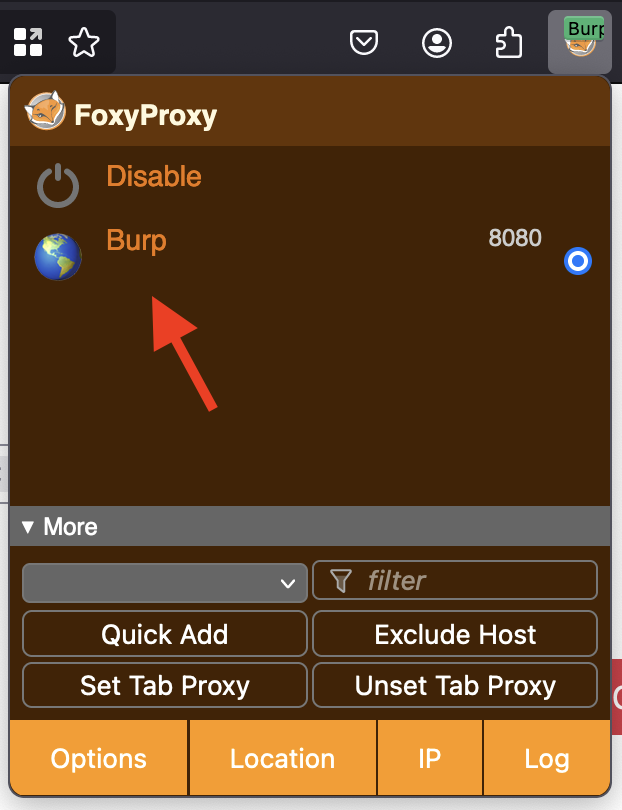 Burp
FoxyProxy
Disable
Burp 8080
More
filter
Quick Add Exclude Host
Set Tab Proxy Unset Tab Proxy
Options Location IP Log